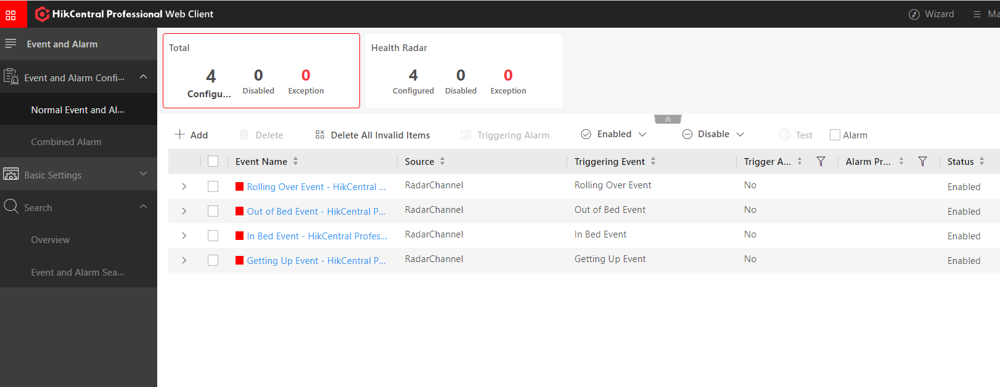 HikCentral Professional Web Client
Wizard
Ma
Event and Alarm
Event and Alarm Confi...
Normal Event and Al...
Combined Alarm
Basic Settings
Search
Overview
Event and Alarm Sea...
Total
4 0 0
Configu... Disabled Exception
Health Radar
4 0 0
Configured Disabled Exception
Add Delete Delete All Invalid Items Triggering Alarm Enabled Disable Test Alarm
Event Name Source Triggering Event Trigger A... Alarm Pr... Status
Rolling Over Event - HikCentral ... RadarChannel Rolling Over Event No Enabled
Out of Bed Event - HikCentral P... RadarChannel Out of Bed Event No Enabled
In Bed Event - HikCentral Profes... RadarChannel In Bed Event No Enabled
Getting Up Event - HikCentral P... RadarChannel Getting Up Event No Enabled